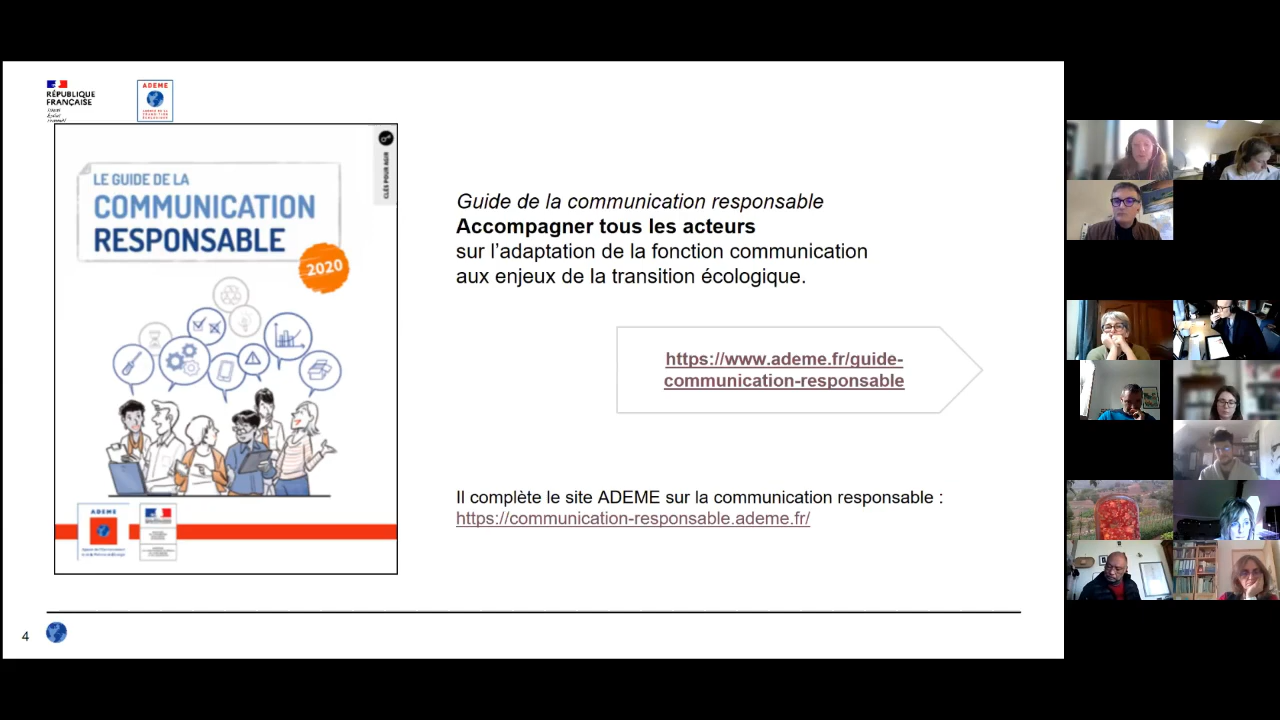 RÉPUBLIQUE
FRANÇAISE
ADEME
CLÉS POUR AGIR
LE GUIDE DE LA
COMMUNICATION
RESPONSABLE
2020
ADEME
Guide de la communication responsable
Accompagner tous les acteurs
sur l’adaptation de la fonction communication
aux enjeux de la transition écologique.
https://www.ademe.fr/guide-
communication-responsable
Il complète le site ADEME sur la communication responsable :
https://communication-responsable.ademe.fr/
4